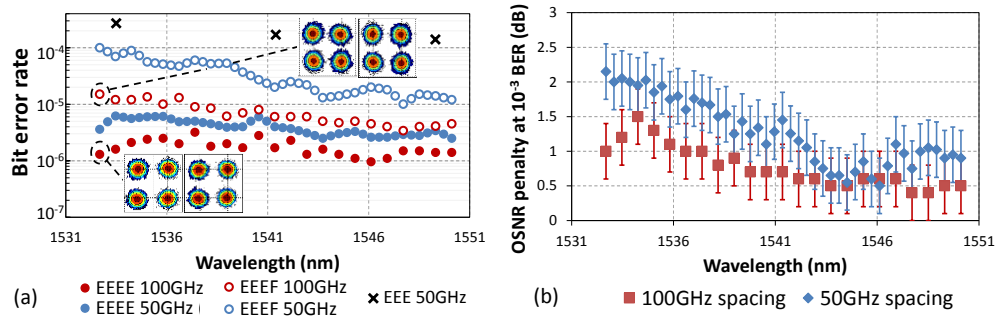 Bit error rate
10-4
10-5
10-6
10-7
1531
1536
1541
1546
1551
Wavelength (nm)
(a)
EEEE 100GHz
EEEF 100GHz
EEE 50GHz
EEEE 50GHz (
EEEF 50GHz
OSNR penalty at 10-3 BER (dB)
3
2.5
2
1.5
1
0.5
0
1531
1536
1541
1546
1551
Wavelength (nm)
(b)
100GHz spacing
50GHz spacing